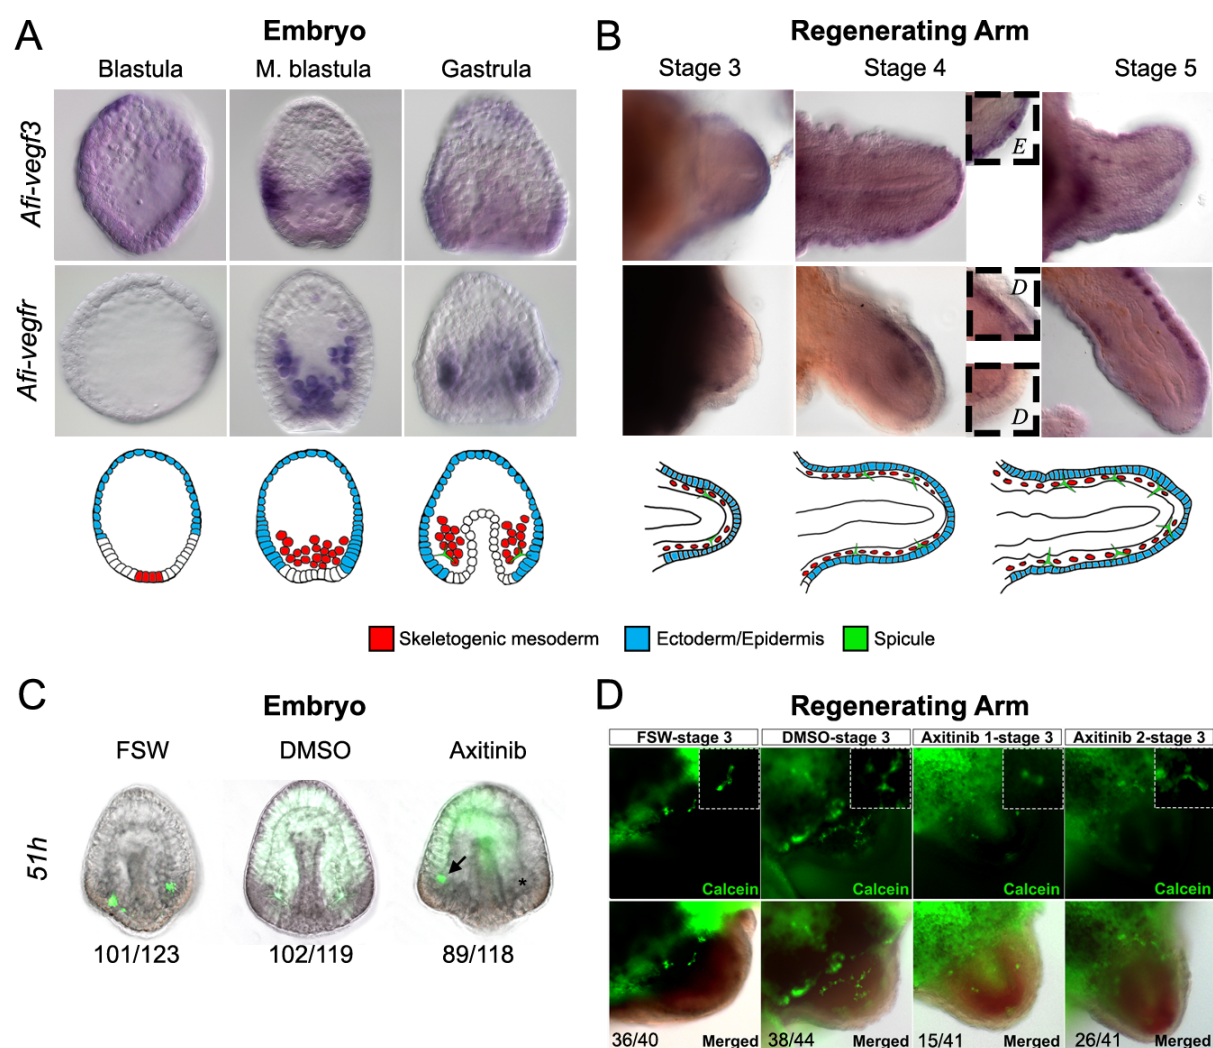 A
Embryo
Blastula
M. blastula
Gastrula
Afi-vegf3
Afi-vegfr
B
Regenerating Arm
Stage 3
Stage 4
Stage 5
E
D
D
Skeletogenic mesoderm
Ectoderm/Epidermis
Spicule
C
Embryo
FSW
DMSO
Axitinib
51h
*
101/123
102/119
89/118
D
Regenerating Arm
FSW-stage 3
DMSO-stage 3
Axitinib 1-stage 3
Axitinib 2-stage 3
Calcein
Calcein
Calcein
Calcein
36/40
Merged
38/44
Merged
15/41
Merged
26/41
Merged